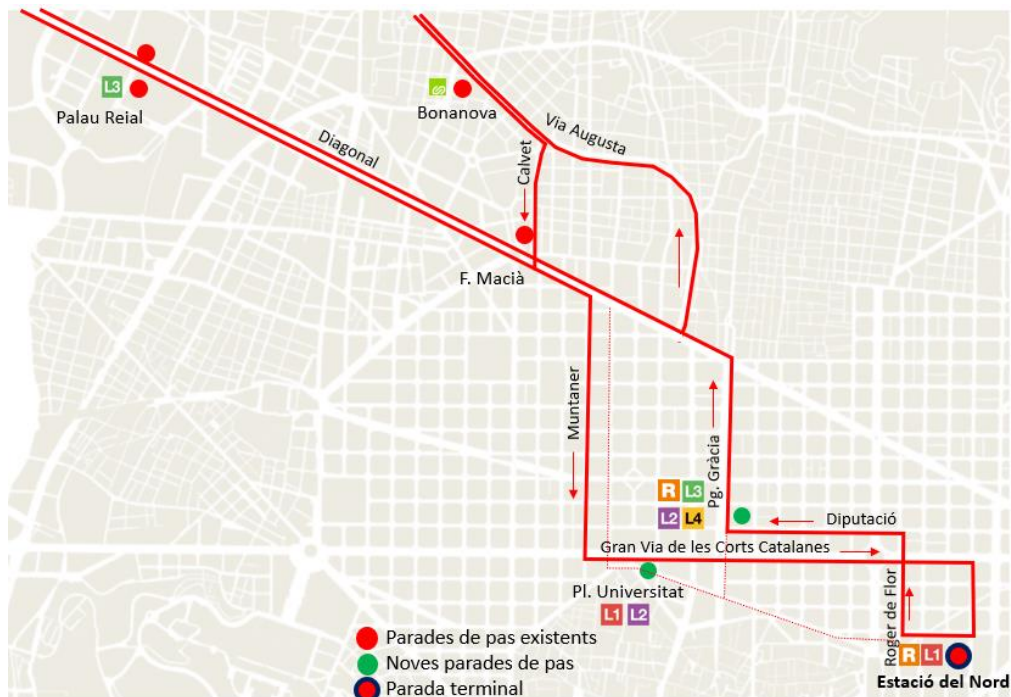 L3
Palau Reial
Bonanova
Via Augusta
Diagonal
Calvet
F. Macià
Muntaner
Pg. Gràcia
R L3
L2 L4
Diputació
Gran Via de les Corts Catalanes
Pl. Universitat
L1 L2
Roger de Flor
R L1
Estació del Nord
Parades de pas existents
Noves parades de pas
Parada terminal